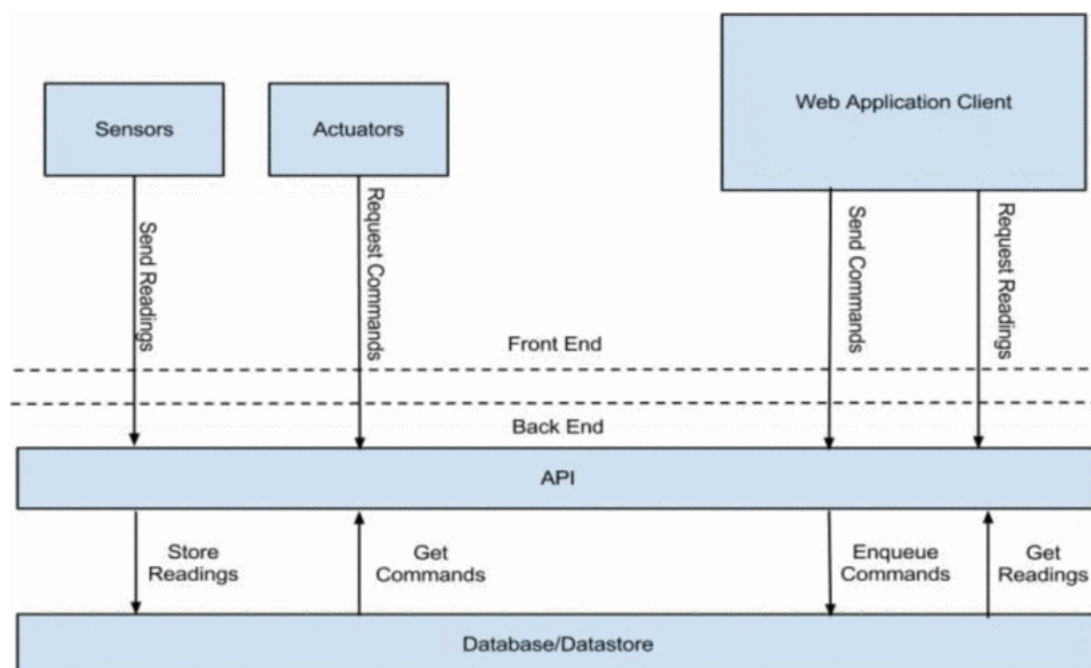 Web Application Client
Sensors
Actuators
Send Readings
Request Commands
Send Commands
Request Readings
Front End
Back End
API
Store
Readings
Get
Commands
Enqueue
Commands
Get
Readings
Database/Datastore